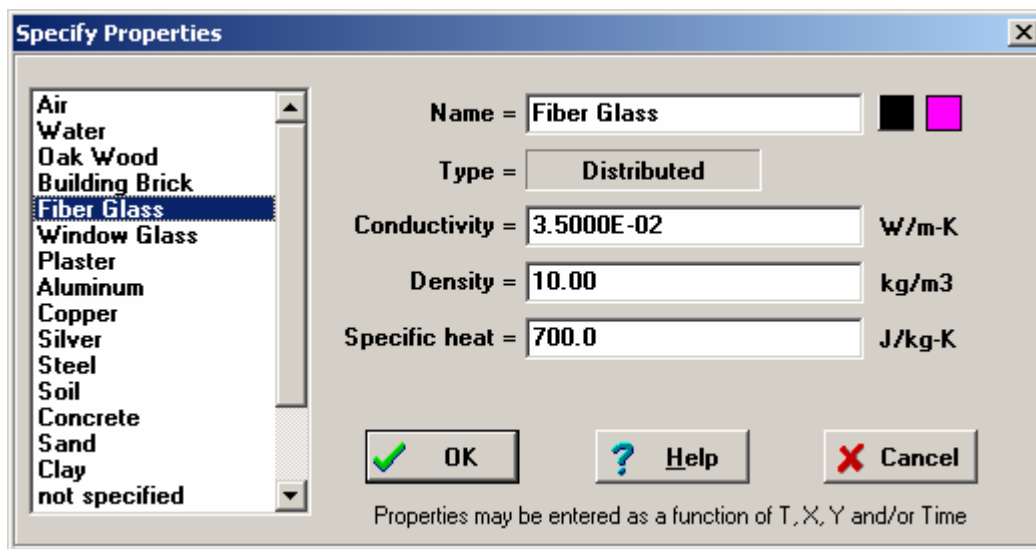 Specify Properties
Air
Water
Oak Wood
Building Brick
Fiber Glass
Window Glass
Plaster
Aluminum
Copper
Silver
Steel
Soil
Concrete
Sand
Clay
not specified
Name = Fiber Glass
Type = Distributed
Conductivity = 3.5000E-02 W/m-K
Density = 10.00 kg/m3
Specific heat = 700.0 J/kg-K
OK
? Help
Cancel
Properties may be entered as a function of T, X, Y and/or Time